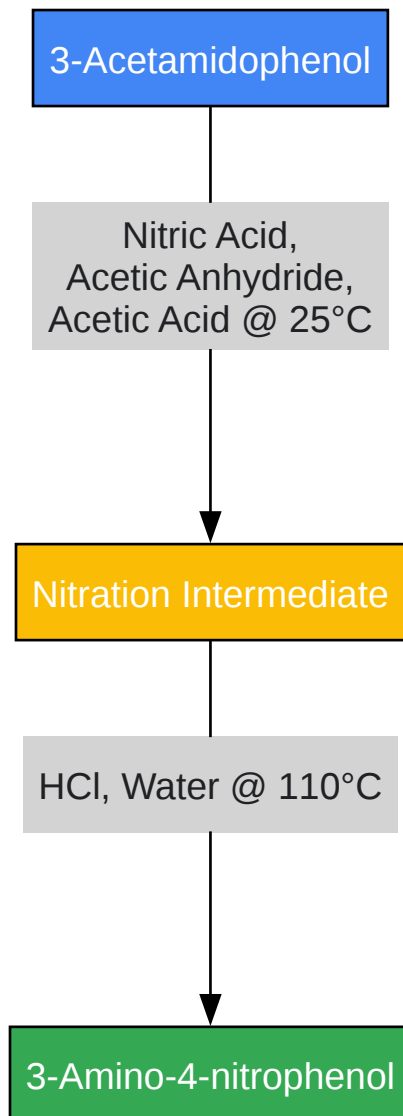 3-Acetamidophenol
Nitric Acid,
Acetic Anhydride,
Acetic Acid @ 25°C
Nitration Intermediate
HCl, Water @ 110°C
3-Amino-4-nitrophenol